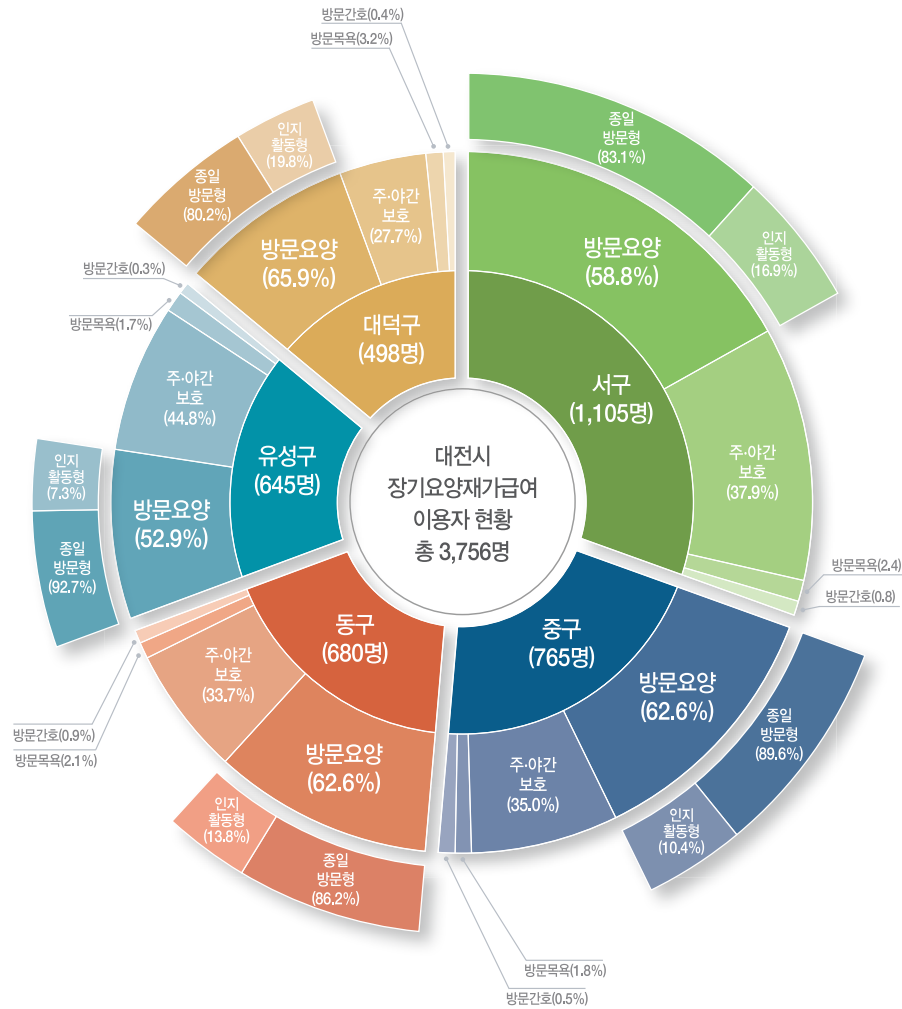 대전시
장기요양재가급여
이용자 현황
총 3,756명
서구
(1,105명)
방문요양
(58.8%)
종일
방문형
(83.1%)
인지
활동형
(16.9%)
주·야간
보호
(37.9%)
방문목욕(2.4)
방문간호(0.8)
중구
(765명)
방문요양
(62.6%)
종일
방문형
(89.6%)
인지
활동형
(10.4%)
주·야간
보호
(35.0%)
방문목욕(1.8%)
방문간호(0.5%)
동구
(680명)
방문요양
(62.6%)
종일
방문형
(86.2%)
인지
활동형
(13.8%)
주·야간
보호
(33.7%)
방문간호(0.9%)
방문목욕(2.1%)
유성구
(645명)
방문요양
(52.9%)
종일
방문형
(92.7%)
인지
활동형
(7.3%)
주·야간
보호
(44.8%)
방문목욕(1.7%)
방문간호(0.3%)
대덕구
(498명)
방문요양
(65.9%)
종일
방문형
(80.2%)
인지
활동형
(19.8%)
주·야간
보호
(27.7%)
방문목욕(3.2%)
방문간호(0.4%)